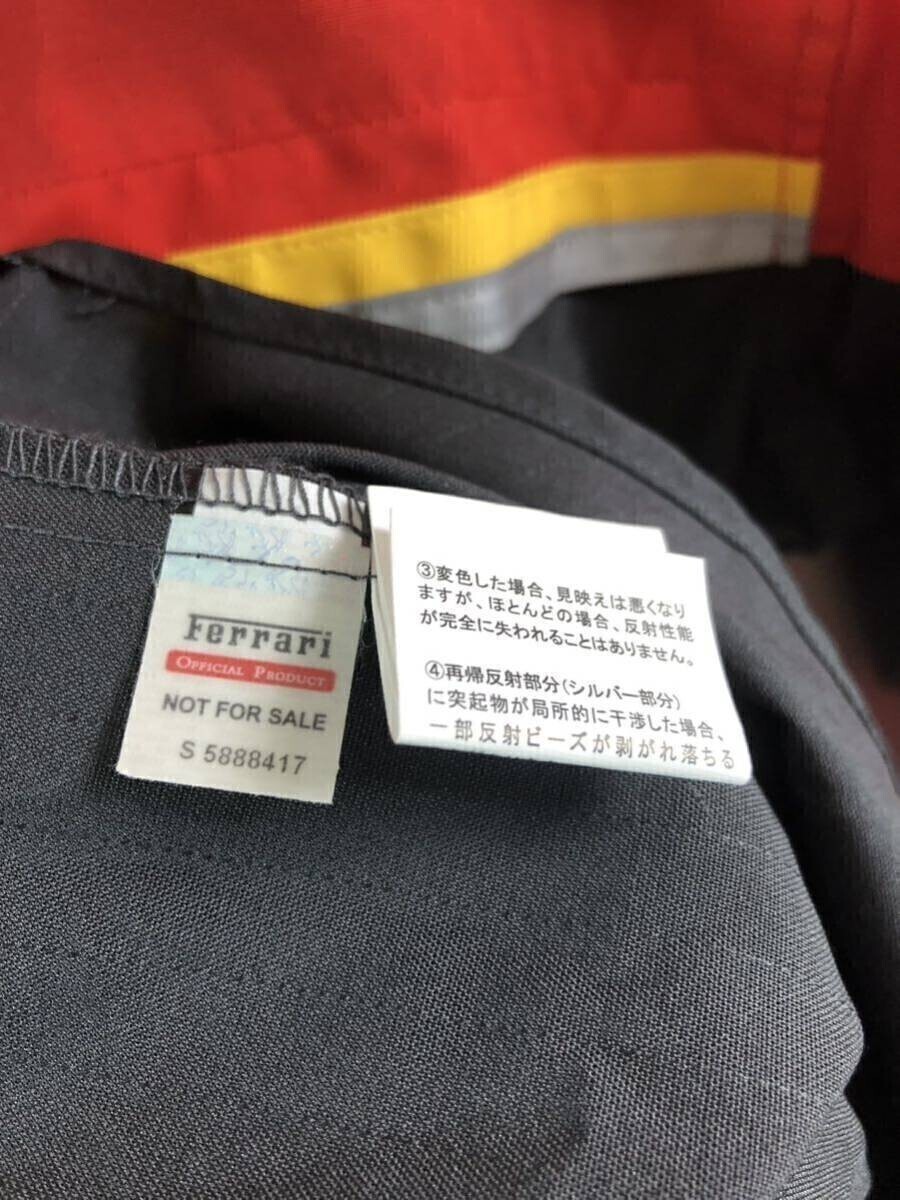 Ferrari
OFFICIAL PRODUCT
NOT FOR SALE
S 5888417
③変色した場合、見映えは悪くなり
ますが、ほとんどの場合、反射性能
が完全に失われることはありません。
④再帰反射部分(シルバー部分)
に突起物が局所的に干渉した場合、
一部反射ビーズが剥がれ落ちる